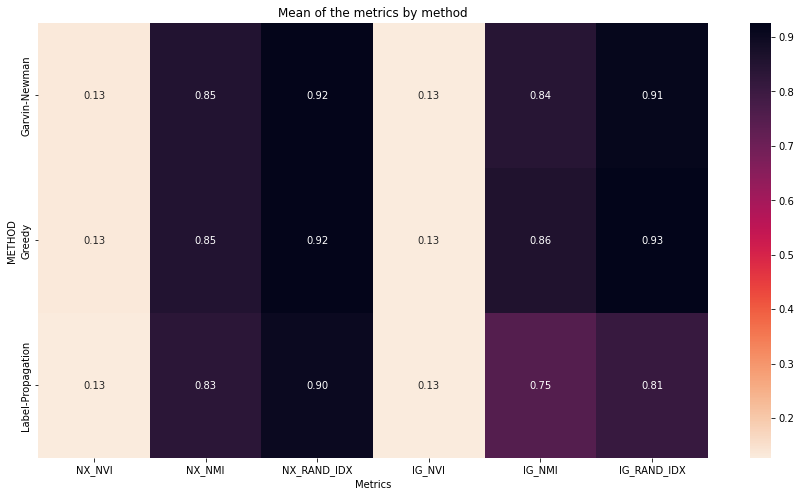 Mean of the metrics by method
METHOD
Garvin-Newman
0.13 0.85 0.92 0.13 0.84 0.91
Greedy
0.13 0.85 0.92 0.13 0.86 0.93
Label-Propagation
0.13 0.83 0.90 0.13 0.75 0.81
NX_NVI NX_NMI NX_RAND_IDX IG_NVI IG_NMI IG_RAND_IDX
Metrics
0.9
0.8
0.7
0.6
0.5
0.4
0.3
0.2